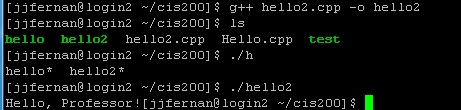 [jjfernan@login2 ~/cis200]$ g++ hello2.cpp -o hello2
[jjfernan@login2 ~/cis200]$ ls
hello hello2 hello2.cpp Hello.cpp test
[jjfernan@login2 ~/cis200]$ ./h
hello* hello2*
[jjfernan@login2 ~/cis200]$ ./hello2
Hello, Professor![jjfernan@login2 ~/cis200]$